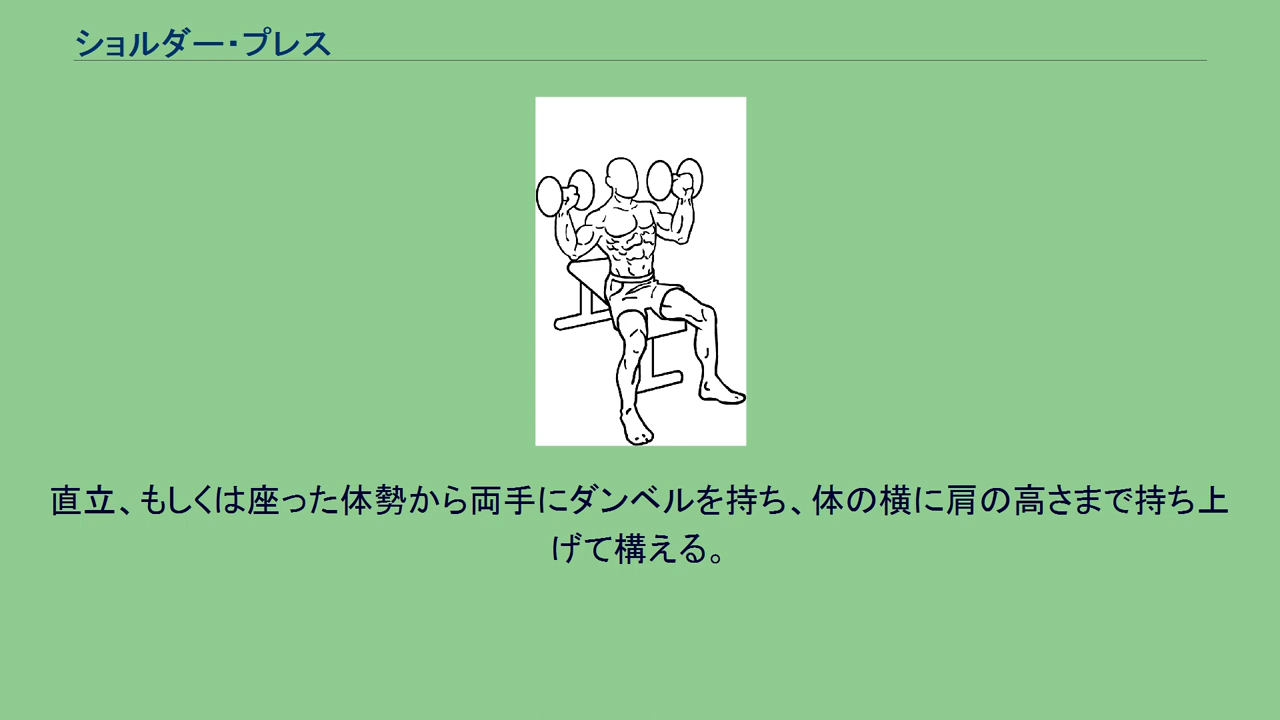 ショルダー・プレス
直立、もしくは座った体勢から両手にダンベルを持ち、体の横に肩の高さまで持ち上
げて構える。